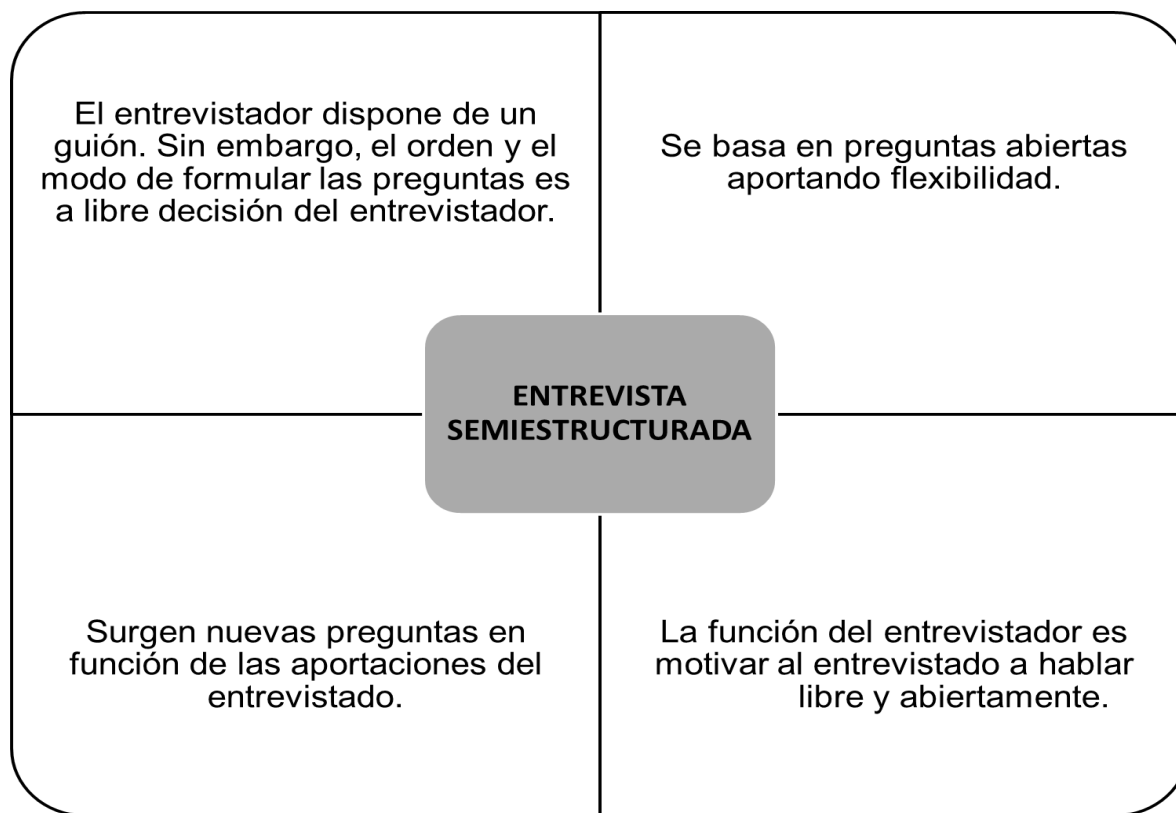 El entrevistador dispone de un
guión. Sin embargo, el orden y el
modo de formular las preguntas es
a libre decisión del entrevistador.
Se basa en preguntas abiertas
aportando flexibilidad.
ENTREVISTA
SEMIESTRUCTURADA
Surgen nuevas preguntas en
función de las aportaciones del
entrevistado.
La función del entrevistador es
motivar al entrevistado a hablar
libre y abiertamente.